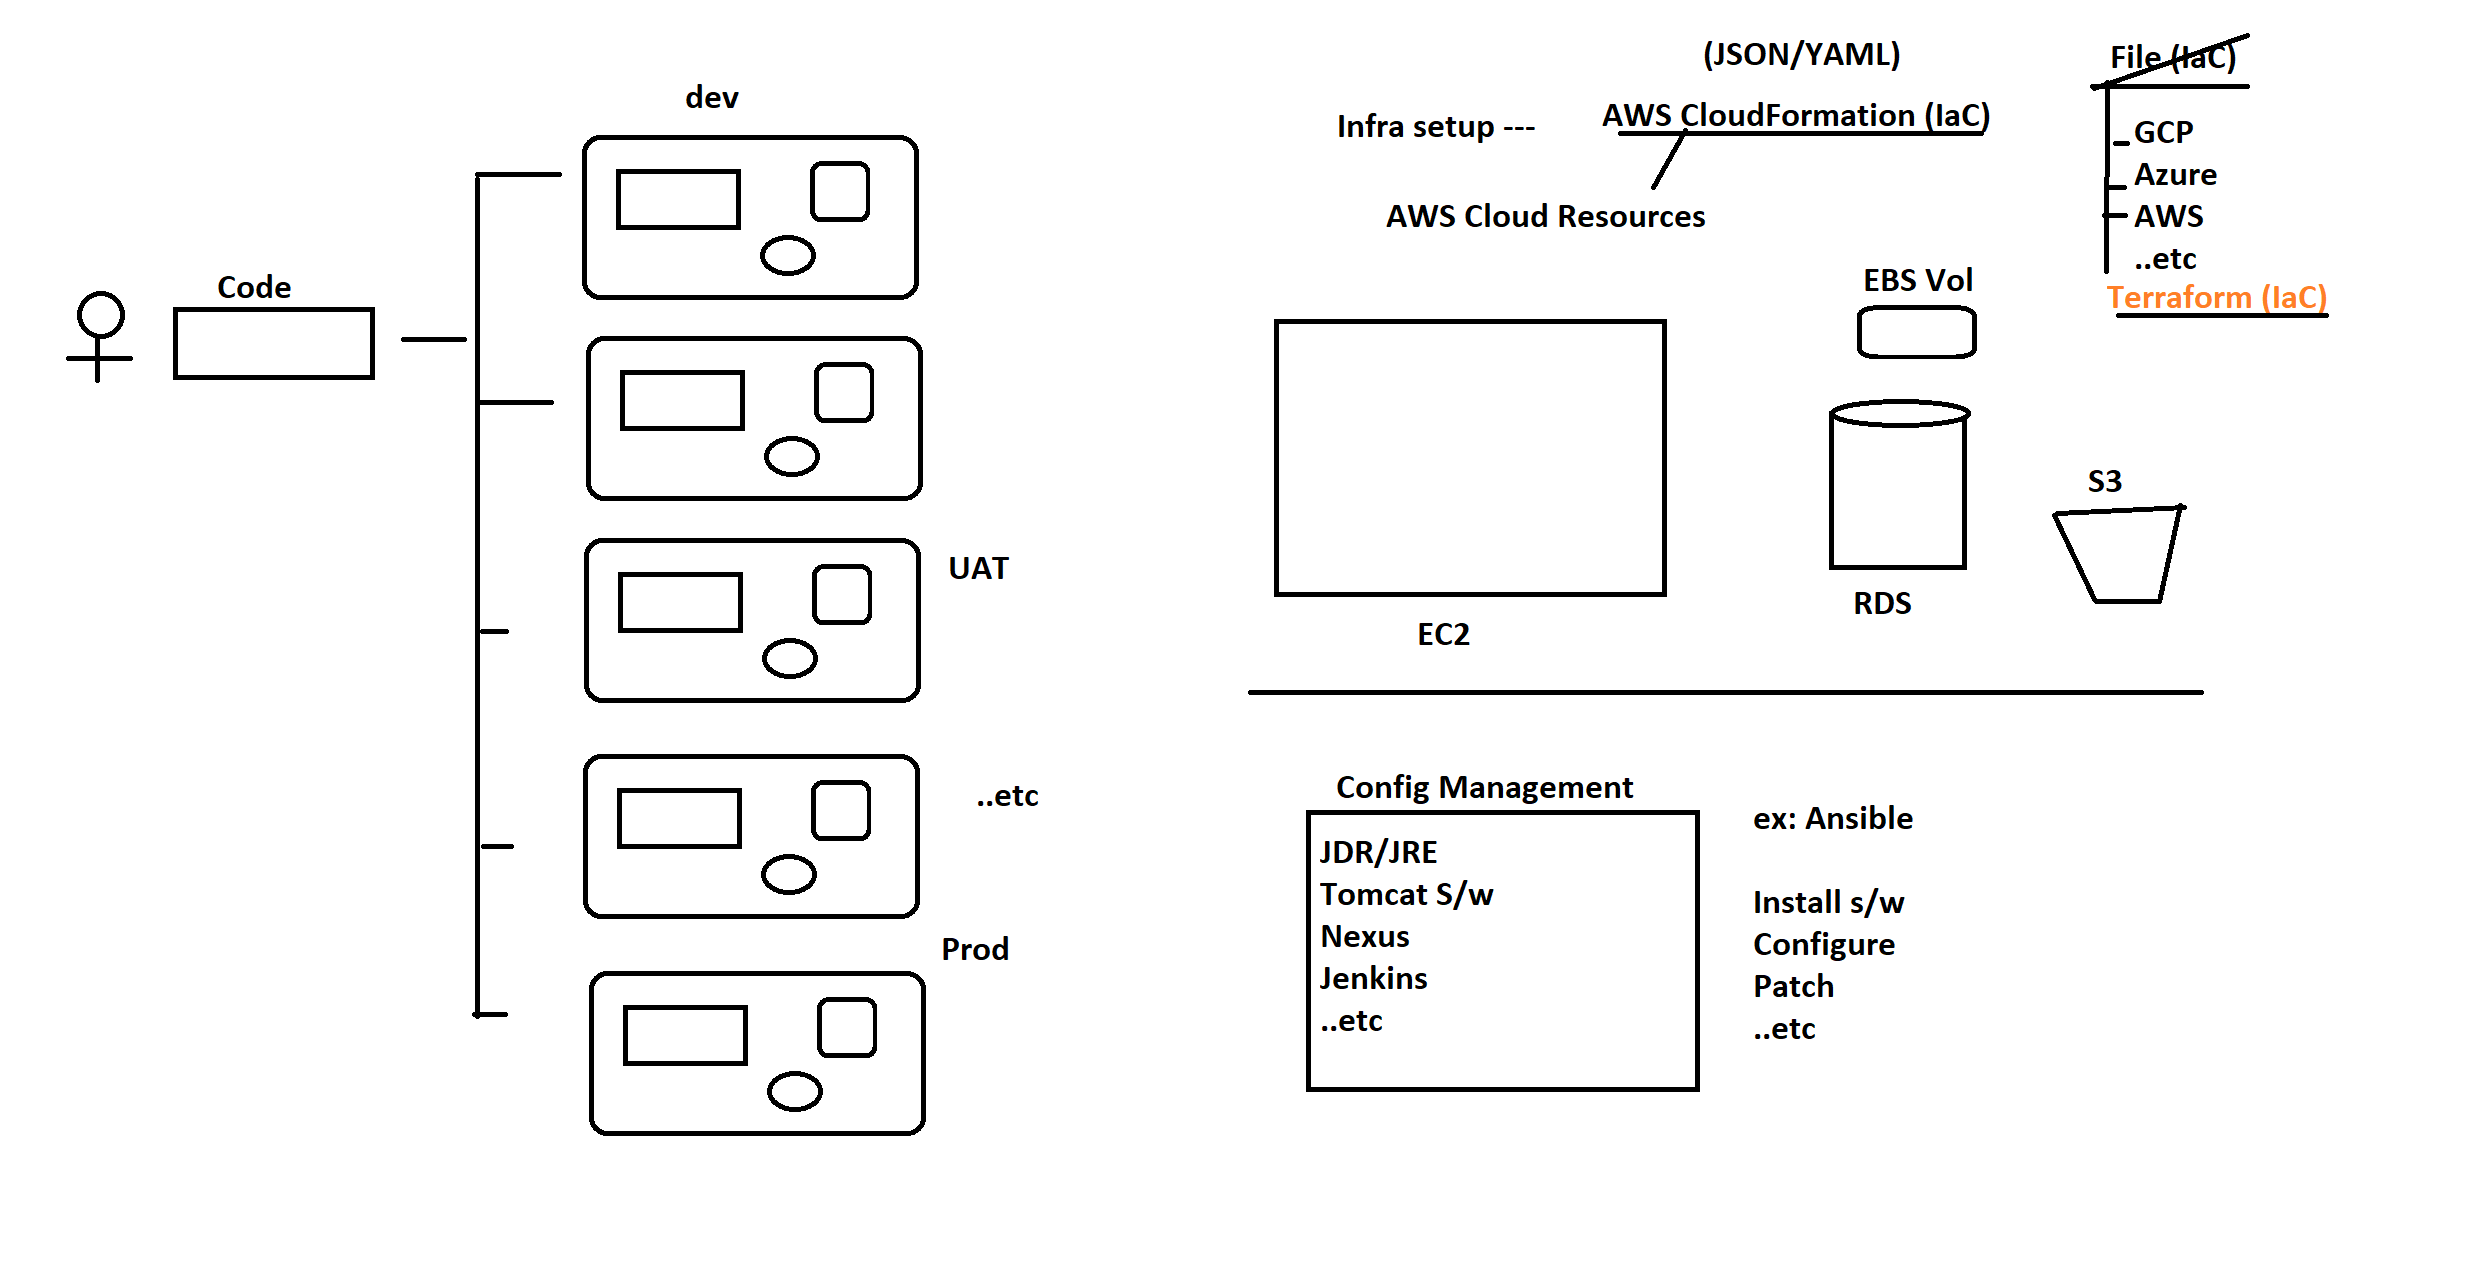 dev
Code
UAT
..etc
Prod
(JSON/YAML)
Infra setup ---
AWS CloudFormation (IaC)
AWS Cloud Resources
File (IaC)
GCP
Azure
AWS
..etc
Terraform (IaC)
EBS Vol
S3
RDS
EC2
Config Management
JDR/JRE
Tomcat S/w
Nexus
Jenkins
..etc
ex: Ansible
Install s/w
Configure
Patch
..etc